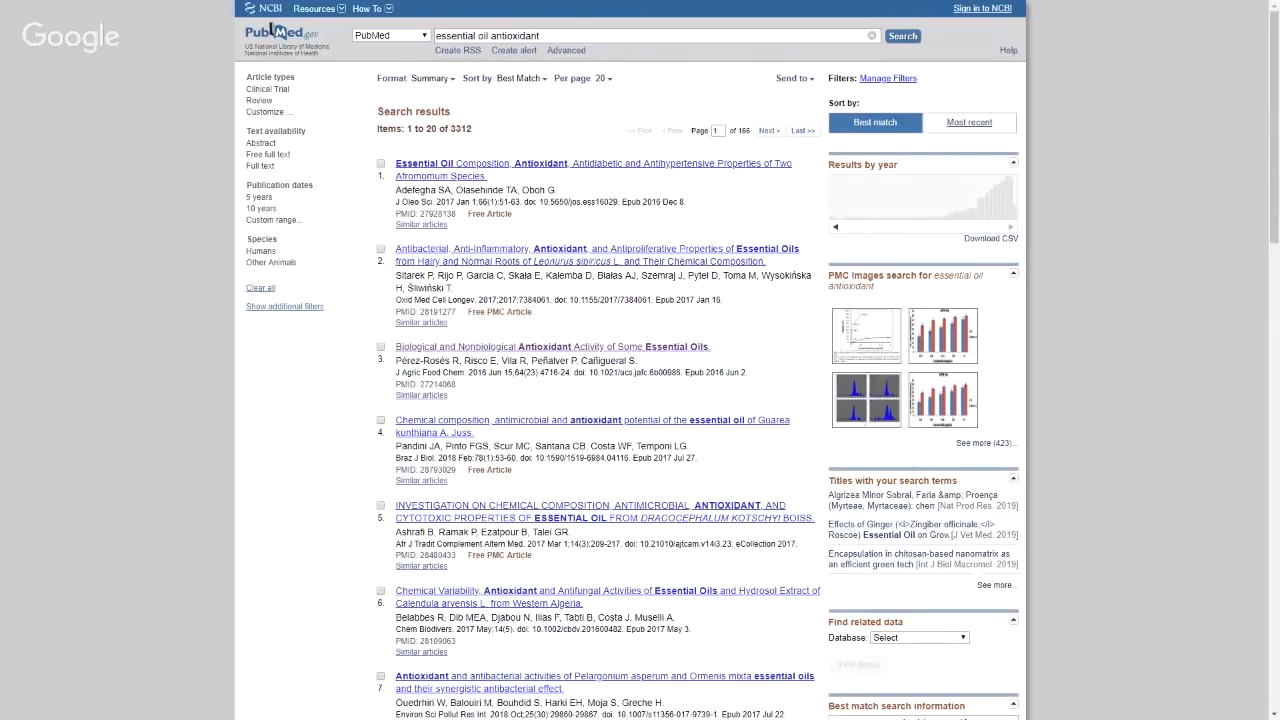 Google
NCBI Resources How To Sign in to NCBI
PubMed.gov
US National Library of Medicine
National Institutes of Health
PubMed essential oil antioxidant Search
Create RSS Create alert Advanced Help
Article types
Clinical Trial
Review
Customize ...
Text availability
Abstract
Free full text
Full text
Publication dates
5 years
10 years
Custom range...
Species
Humans
Other Animals
Clear all
Show additional filters
Format: Summary Sort by: Best Match Per page: 20 Send to
Search results
Items: 1 to 20 of 3312
<< First < Prev Page 1 of 166 Next > Last >>
Essential Oil Composition, Antioxidant, Antidiabetic and Antihypertensive Properties of Two
1. Afromomum Species.
Adefegha SA, Olasehinde TA, Oboh G.
J Oleo Sci. 2017 Jan 1;66(1):51-63. doi: 10.5650/jos.ess16029. Epub 2016 Dec 8.
PMID: 27928138 Free Article
Similar articles
Antibacterial, Anti-Inflammatory, Antioxidant, and Antiproliferative Properties of Essential Oils
2. from Hairy and Normal Roots of Leonurus sibiricus L. and Their Chemical Composition.
Sitarek P, Rijo P, Garcia C, Skała E, Kalemba D, Białas AJ, Szemraj J, Pytel D, Toma M, Wysokińska
H, Śliwiński T.
Oxid Med Cell Longev. 2017;2017:7384061. doi: 10.1155/2017/7384061. Epub 2017 Jan 16.
PMID: 28191277 Free PMC Article
Similar articles
Biological and Nonbiological Antioxidant Activity of Some Essential Oils.
3. Pérez-Rosés R, Risco E, Vila R, Peñalver P, Cañigueral S.
J Agric Food Chem. 2016 Jun 15;64(23):4716-24. doi: 10.1021/acs.jafc.6b00986. Epub 2016 Jun 2.
PMID: 27214068
Similar articles
Chemical composition, antimicrobial and antioxidant potential of the essential oil of Guarea
4. kunthiana A. Juss.
Pandini JA, Pinto FGS, Scur MC, Santana CB, Costa WF, Temponi LG.
Braz J Biol. 2018 Feb;78(1):53-60. doi: 10.1590/1519-6984.04116. Epub 2017 Jul 27.
PMID: 28793029 Free Article
Similar articles
INVESTIGATION ON CHEMICAL COMPOSITION, ANTIMICROBIAL, ANTIOXIDANT, AND
5. CYTOTOXIC PROPERTIES OF ESSENTIAL OIL FROM DRACOCEPHALUM KOTSCHYI BOISS.
Ashrafi B, Ramak P, Ezatpour B, Talei GR.
Afr J Tradit Complement Altern Med. 2017 Mar 1;14(3):209-217. doi: 10.21010/ajtcam.v14i3.23. eCollection 2017.
PMID: 28480433 Free PMC Article
Similar articles
Chemical Variability, Antioxidant and Antifungal Activities of Essential Oils and Hydrosol Extract of
6. Calendula arvensis L. from Western Algeria.
Belabbes R, Dib MEA, Djabou N, Ilias F, Tabti B, Costa J, Muselli A.
Chem Biodivers. 2017 May;14(5). doi: 10.1002/cbdv.201600482. Epub 2017 May 3.
PMID: 28109063
Similar articles
Antioxidant and antibacterial activities of Pelargonium asperum and Ormenis mixta essential oils
7. and their synergistic antibacterial effect.
Ouedrhiri W, Balouiri M, Bouhdid S, Harki EH, Moja S, Greche H.
Environ Sci Pollut Res Int. 2018 Oct;25(30):29860-29867. doi: 10.1007/s11356-017-9739-1. Epub 2017 Jul 22.
Filters: Manage Filters
Sort by:
Best match Most recent
Results by year
Download CSV
PMC Images search for essential oil
antioxidant
See more (423)...
Titles with your search terms
Algrizea Minor Sobral, Faria &amp; Proença
(Myrteae, Myrtaceae): chem [Nat Prod Res. 2019]
Effects of Ginger (<i>Zingiber officinale,</i>
Roscoe) Essential Oil on Grow [J Vet Med. 2019]
Encapsulation in chitosan-based nanomatrix as
an efficient green tech [Int J Biol Macromol. 2019]
See more...
Find related data
Database: Select
Find items
Best match search information